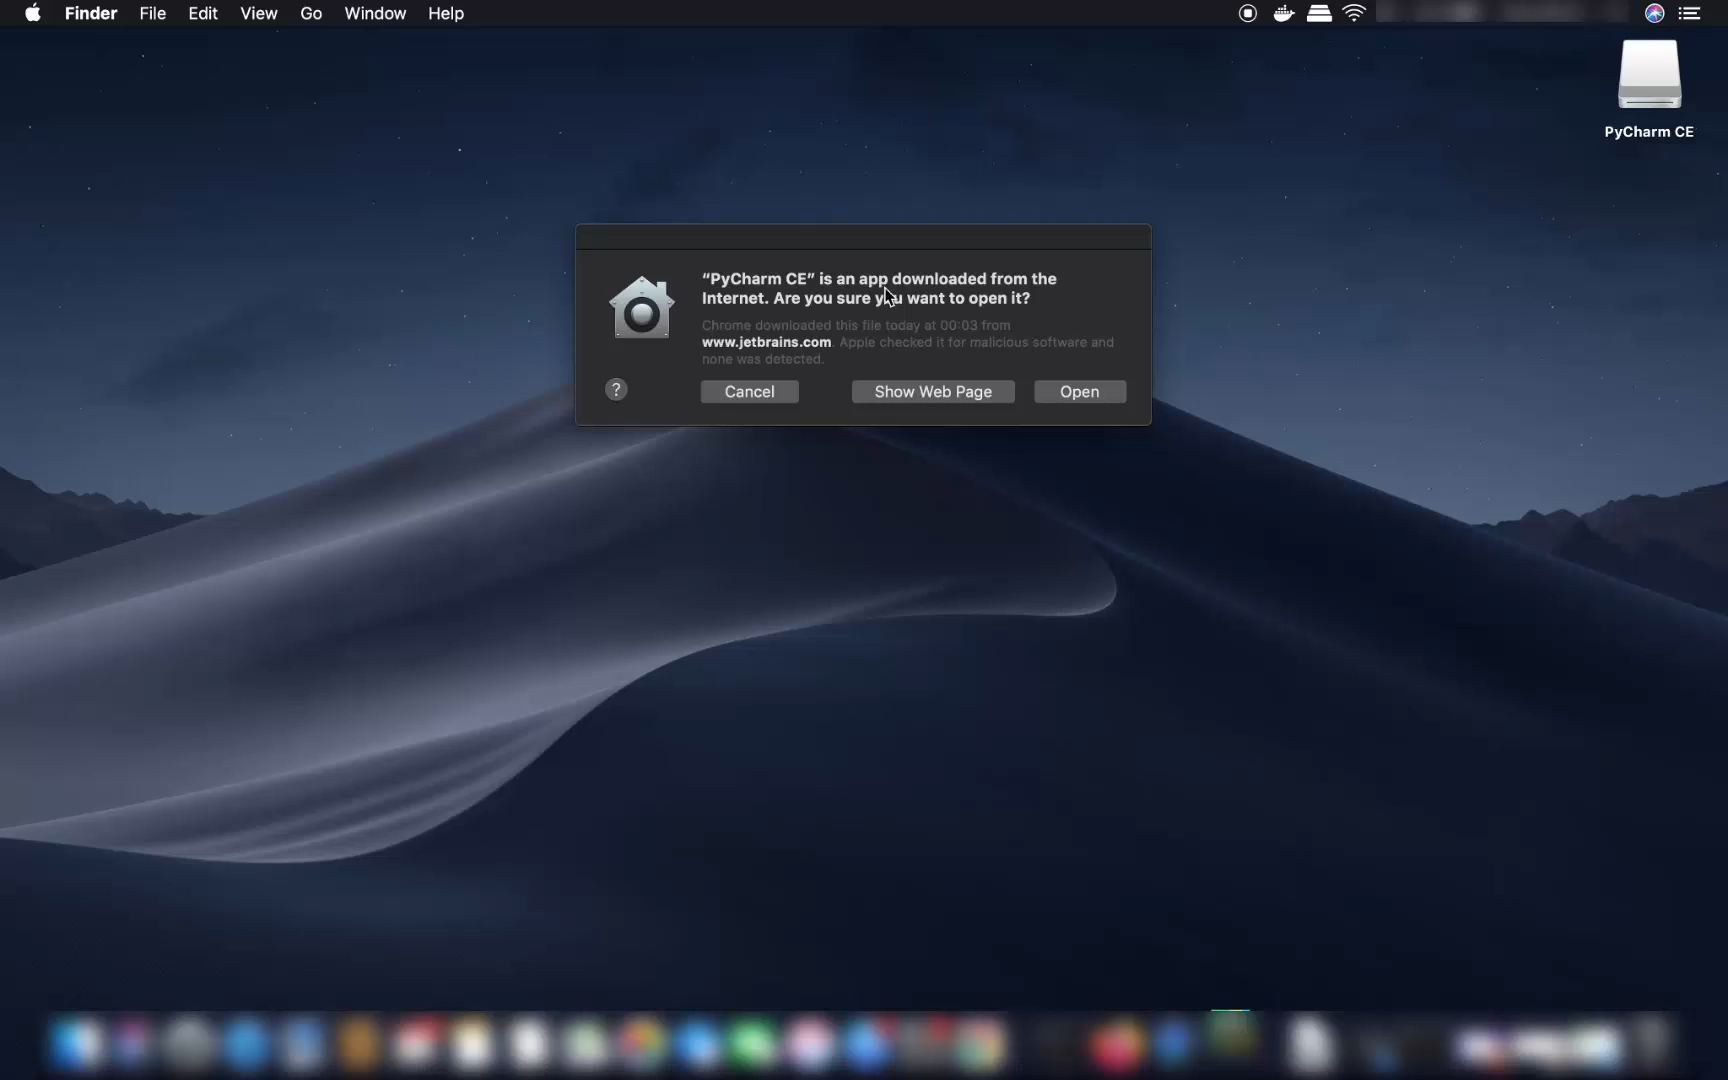 Finder File Edit View Go Window Help
PyCharm CE
“PyCharm CE” is an app downloaded from the
Internet. Are you sure you want to open it?
Chrome downloaded this file today at 00:03 from
www.jetbrains.com. Apple checked it for malicious software and
none was detected.
? Cancel Show Web Page Open